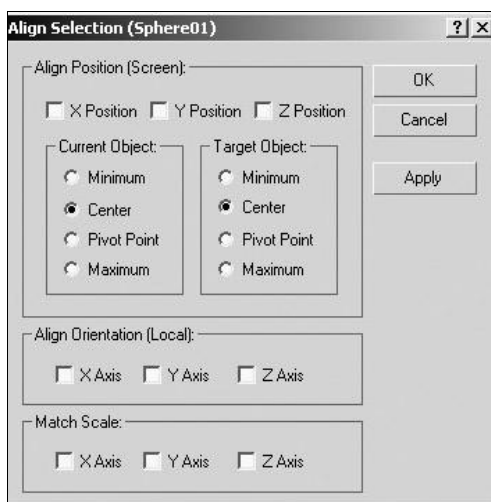 Align Selection (Sphere01)
Align Position (Screen):
X Position Y Position Z Position
Current Object:
Minimum
Center
Pivot Point
Maximum
Target Object:
Minimum
Center
Pivot Point
Maximum
Align Orientation (Local):
X Axis Y Axis Z Axis
Match Scale:
X Axis Y Axis Z Axis
OK
Cancel
Apply